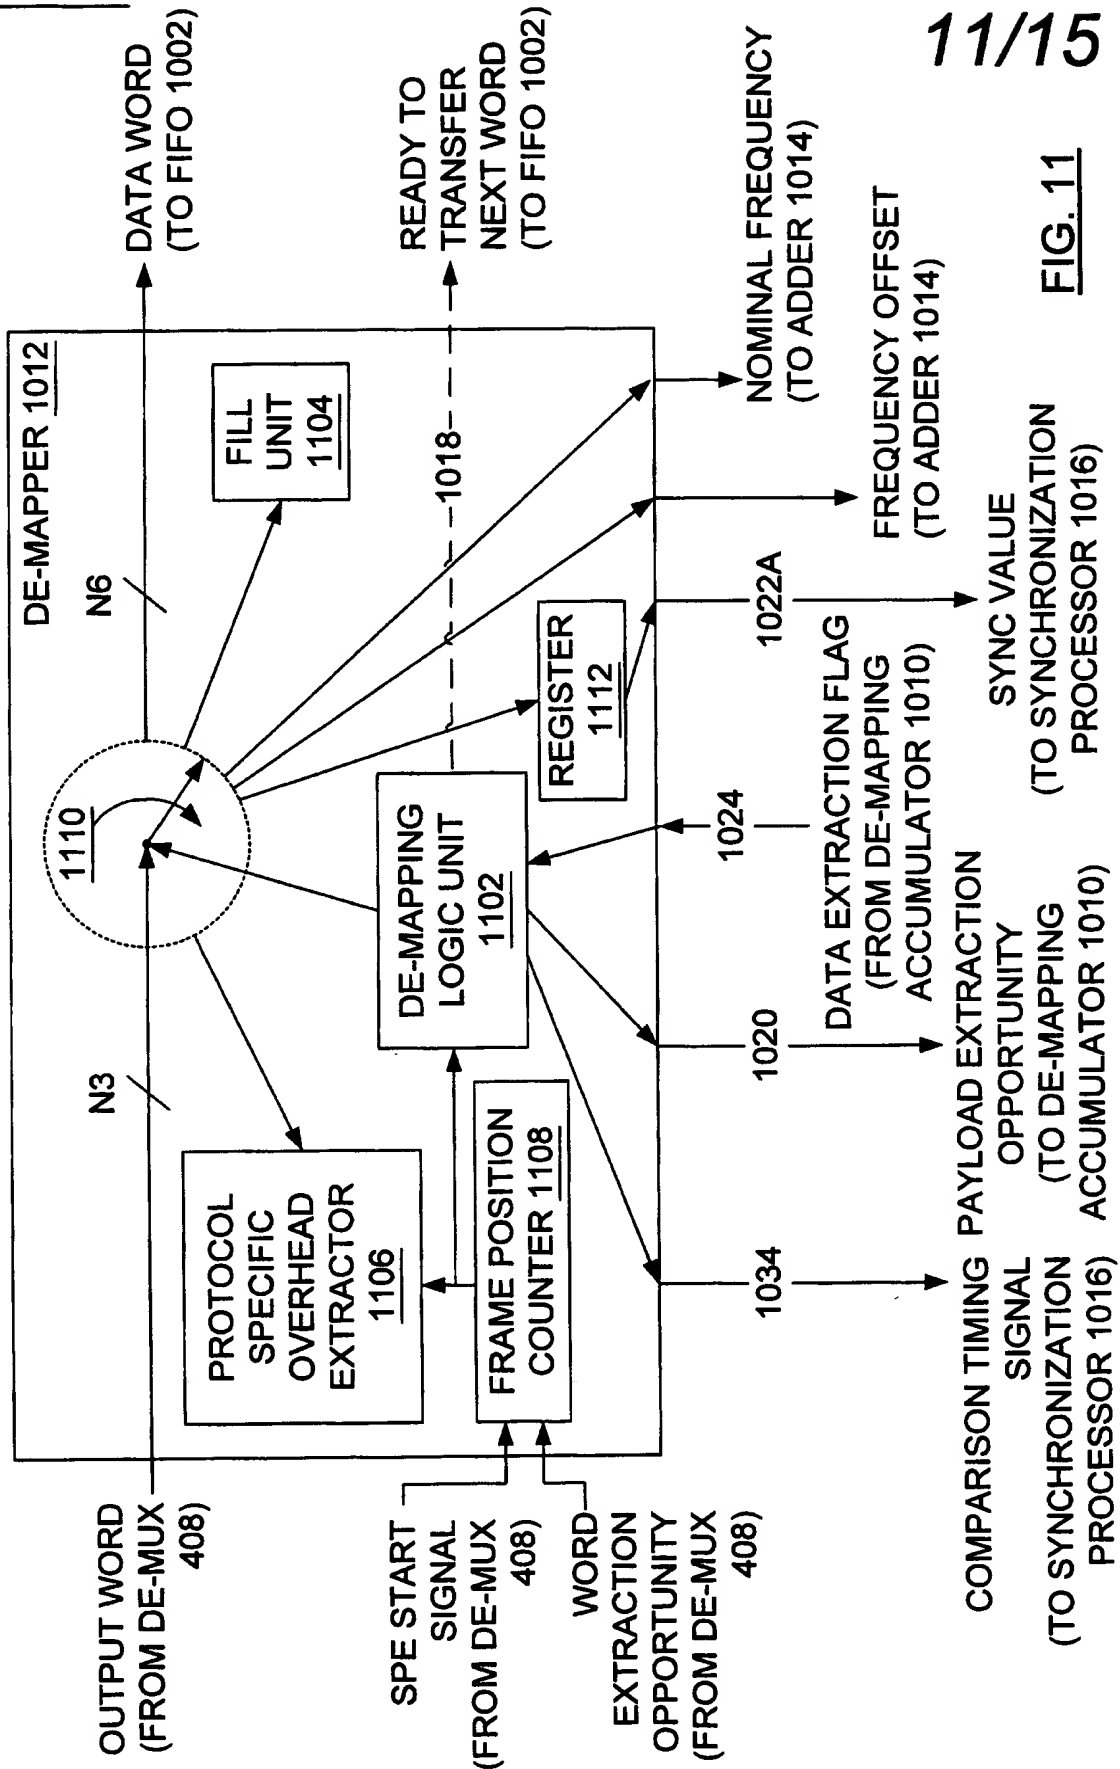 11/15
DE-MAPPER 1012
OUTPUT WORD
(FROM DE-MUX
408)
N3
1110
N6
DATA WORD
(TO FIFO 1002)
PROTOCOL
SPECIFIC
OVERHEAD
EXTRACTOR
1106
FILL
UNIT
1104
SPE START
SIGNAL
(FROM DE-MUX
408)
DE-MAPPING
LOGIC UNIT
1102
1018
READY TO
TRANSFER
NEXT WORD
(TO FIFO 1002)
FRAME POSITION
COUNTER 1108
REGISTER
1112
WORD
EXTRACTION
OPPORTUNITY
(FROM DE-MUX
408)
1034
1020
1024
1022A
NOMINAL FREQUENCY
(TO ADDER 1014)
FREQUENCY OFFSET
(TO ADDER 1014)
DATA EXTRACTION FLAG
(FROM DE-MAPPING
ACCUMULATOR 1010)
COMPARISON TIMING
SIGNAL
(TO SYNCHRONIZATION
PROCESSOR 1016)
PAYLOAD EXTRACTION
OPPORTUNITY
(TO DE-MAPPING
ACCUMULATOR 1010)
SYNC VALUE
(TO SYNCHRONIZATION
PROCESSOR 1016)
FIG. 11